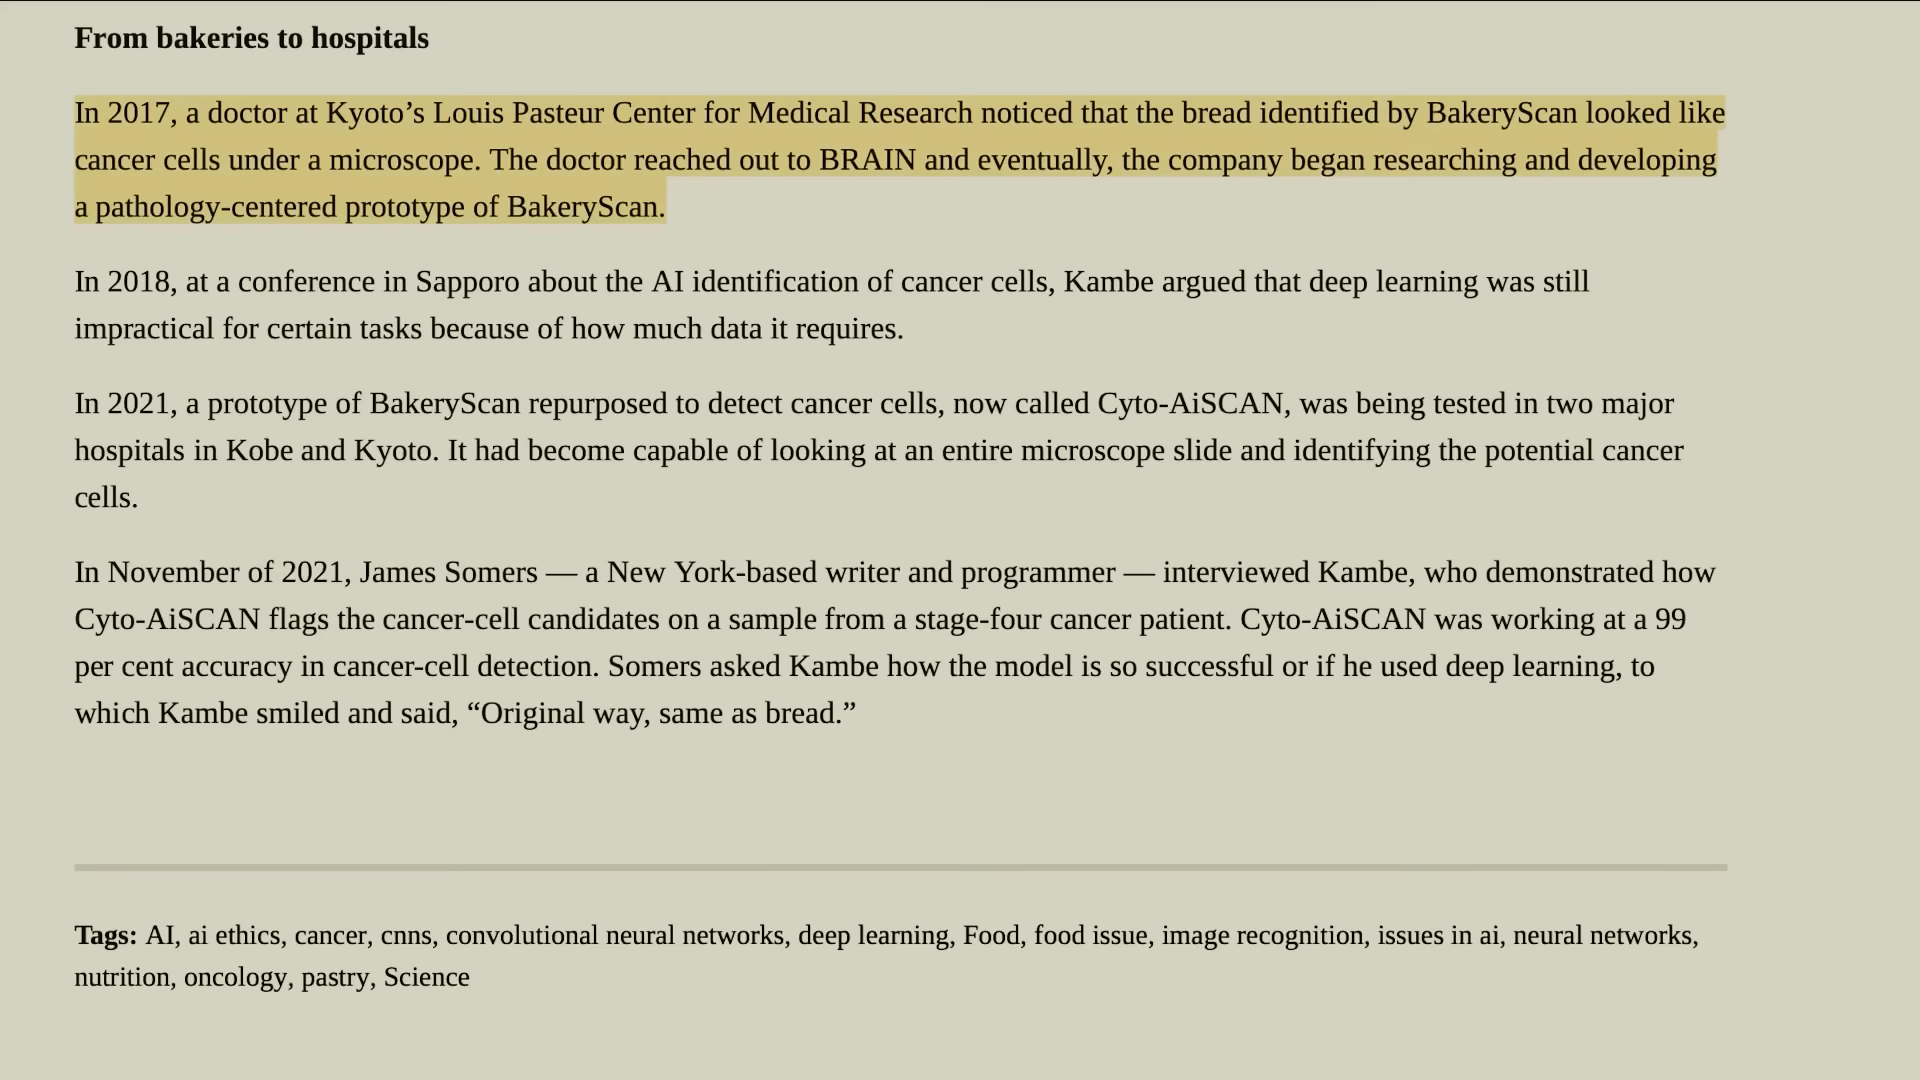 From bakeries to hospitals
In 2017, a doctor at Kyoto’s Louis Pasteur Center for Medical Research noticed that the bread identified by BakeryScan looked like
cancer cells under a microscope. The doctor reached out to BRAIN and eventually, the company began researching and developing
a pathology-centered prototype of BakeryScan.
In 2018, at a conference in Sapporo about the AI identification of cancer cells, Kambe argued that deep learning was still
impractical for certain tasks because of how much data it requires.
In 2021, a prototype of BakeryScan repurposed to detect cancer cells, now called Cyto-AiSCAN, was being tested in two major
hospitals in Kobe and Kyoto. It had become capable of looking at an entire microscope slide and identifying the potential cancer
cells.
In November of 2021, James Somers — a New York-based writer and programmer — interviewed Kambe, who demonstrated how
Cyto-AiSCAN flags the cancer-cell candidates on a sample from a stage-four cancer patient. Cyto-AiSCAN was working at a 99
per cent accuracy in cancer-cell detection. Somers asked Kambe how the model is so successful or if he used deep learning, to
which Kambe smiled and said, “Original way, same as bread.”
Tags: AI, ai ethics, cancer, cnns, convolutional neural networks, deep learning, Food, food issue, image recognition, issues in ai, neural networks,
nutrition, oncology, pastry, Science